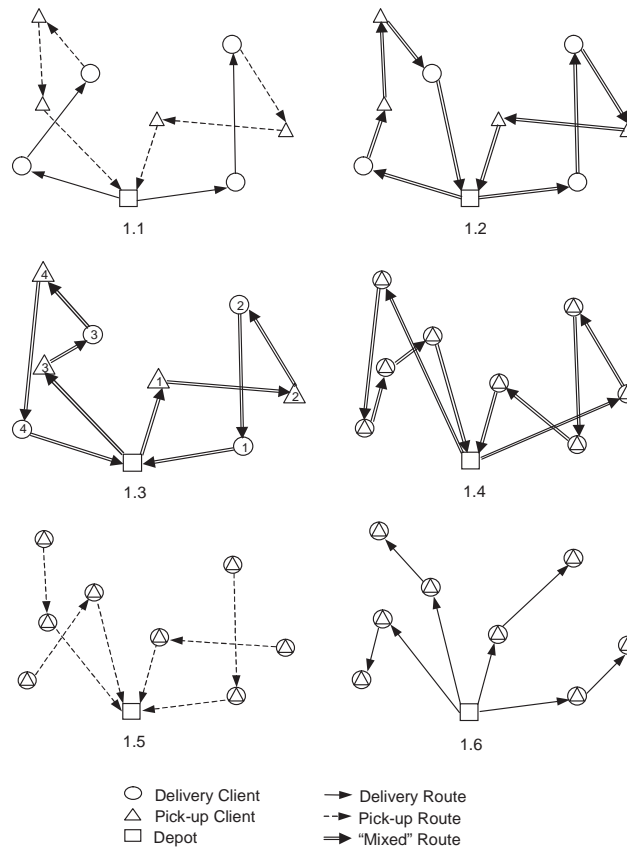 1.1
1.2
4
3
3
4
1
2
2
1
1.3
1.4
1.5
1.6
Delivery Client
Pick-up Client
Depot
Delivery Route
Pick-up Route
“Mixed” Route